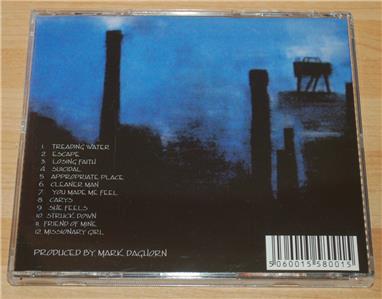 1. TREADING WATER
2. ESCAPE
3. LOSING FAITH
4. SUICIDAL
5. APPROPRIATE PLACE
6. CLEANER MAN
7. YOU MADE ME FEEL
8. CARYS
9. SHE FEELS
10. STRUCK DOWN
11. FRIEND OF MINE
12. MISSIONARY GIRL
PRODUCED BY MARK DAGHORN
5 060015 580015